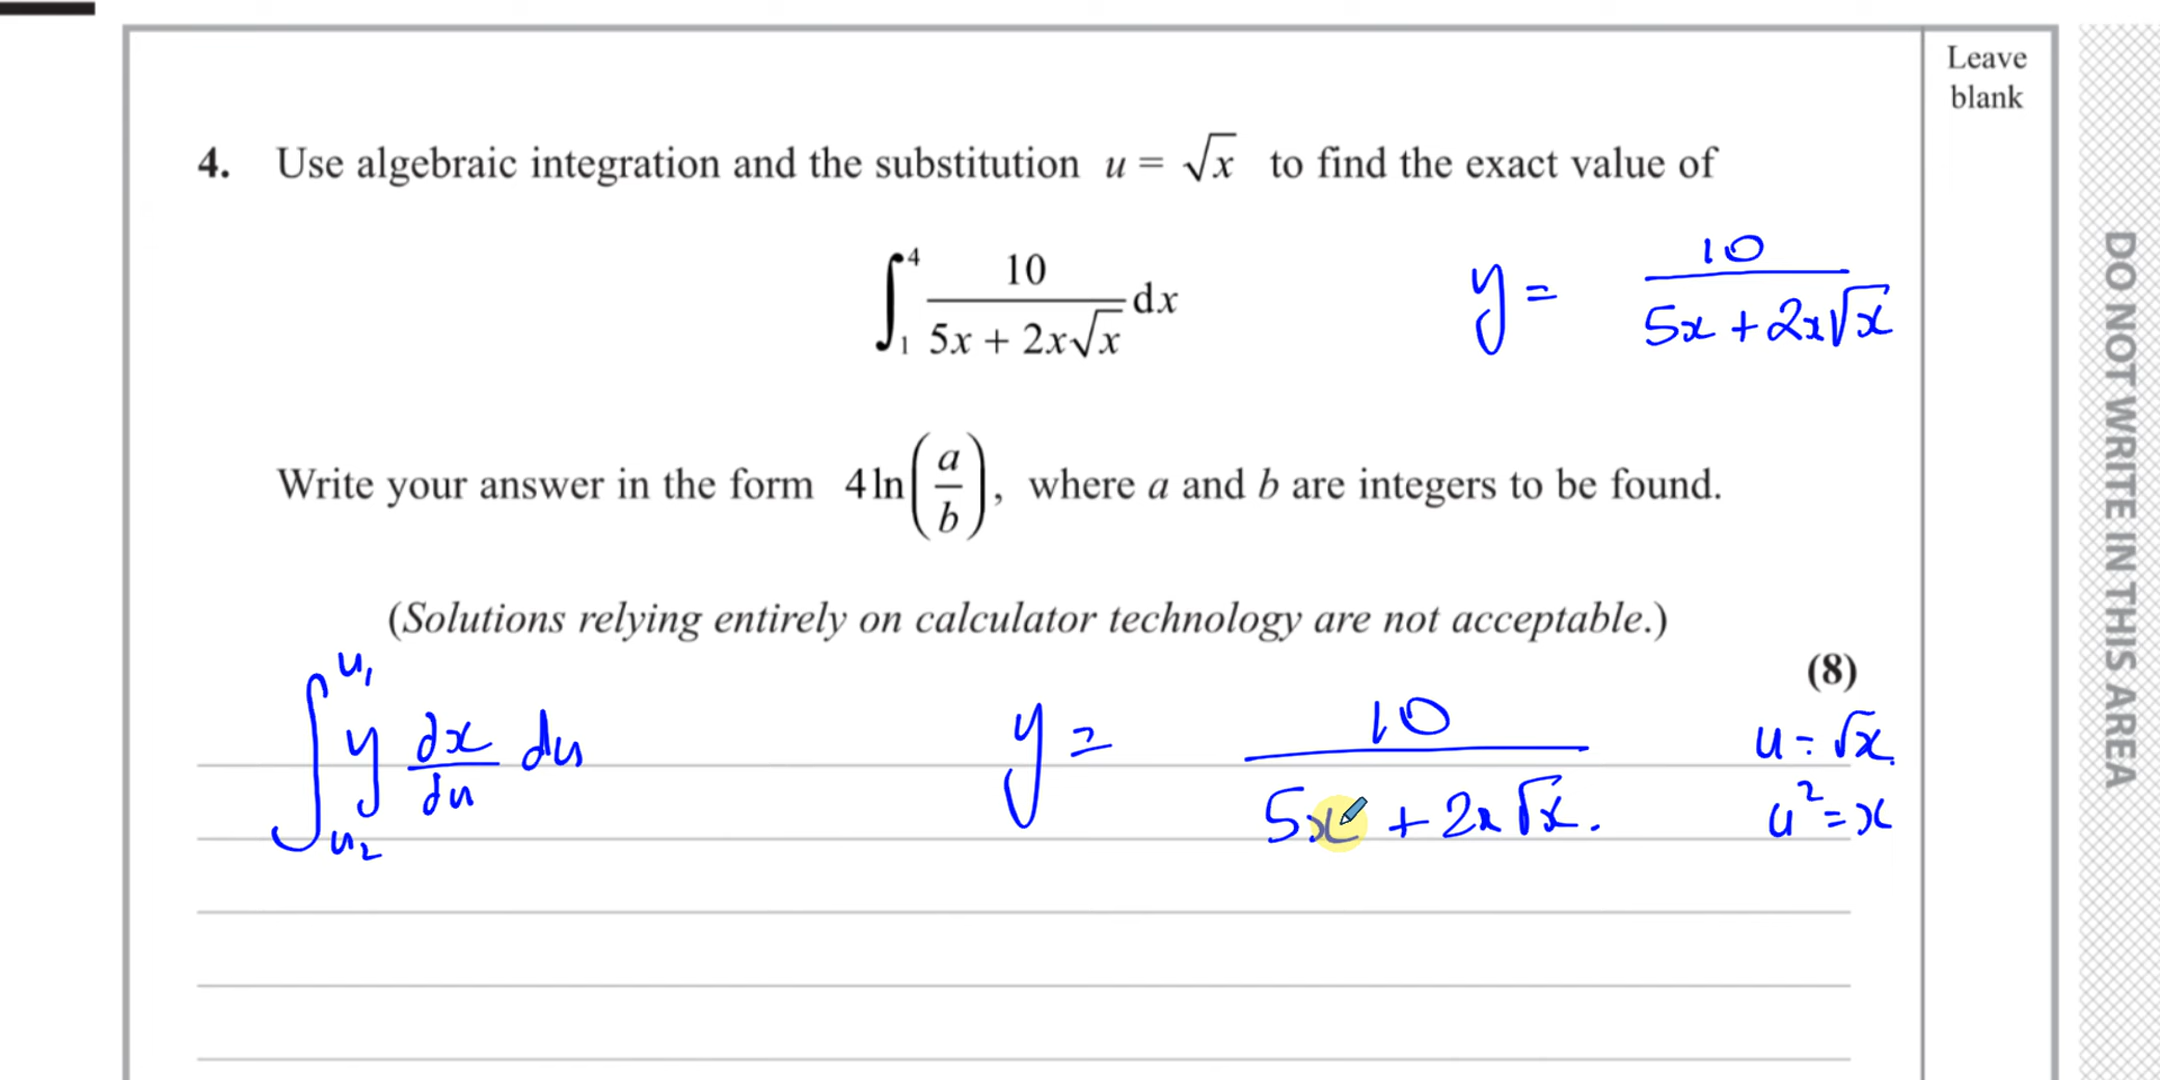 Leave
blank
4. Use algebraic integration and the substitution u = √x to find the exact value of
∫₁⁴ 10/(5x + 2x√x) dx
y = 10/(5x + 2x√x)
Write your answer in the form 4 ln(a/b), where a and b are integers to be found.
(Solutions relying entirely on calculator technology are not acceptable.)
(8)
∫ᵤ₂ᵘ¹ y dx/du du
y = 10/(5x + 2x√x.
u = √x.
u² = x
DO NOT WRITE IN THIS AREA